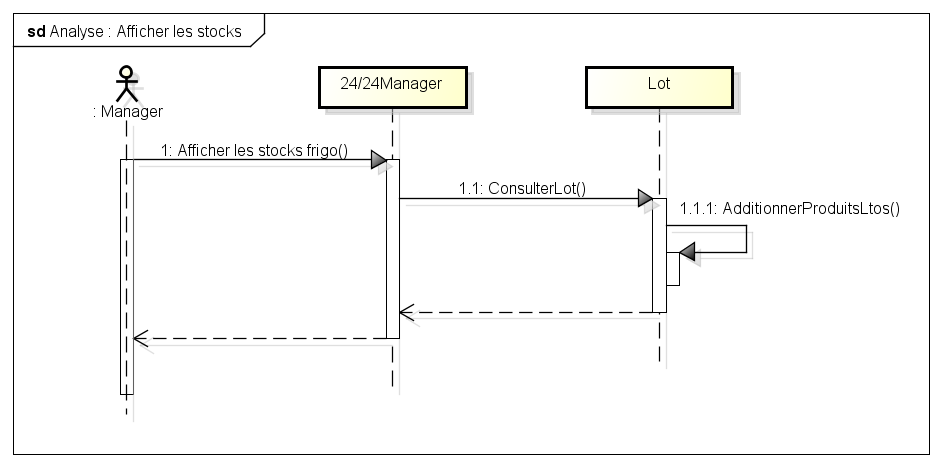 sd Analyse : Afficher les stocks
: Manager
24/24Manager
Lot
1: Afficher les stocks frigo()
1.1: ConsulterLot()
1.1.1: AdditionnerProduitsLtos()